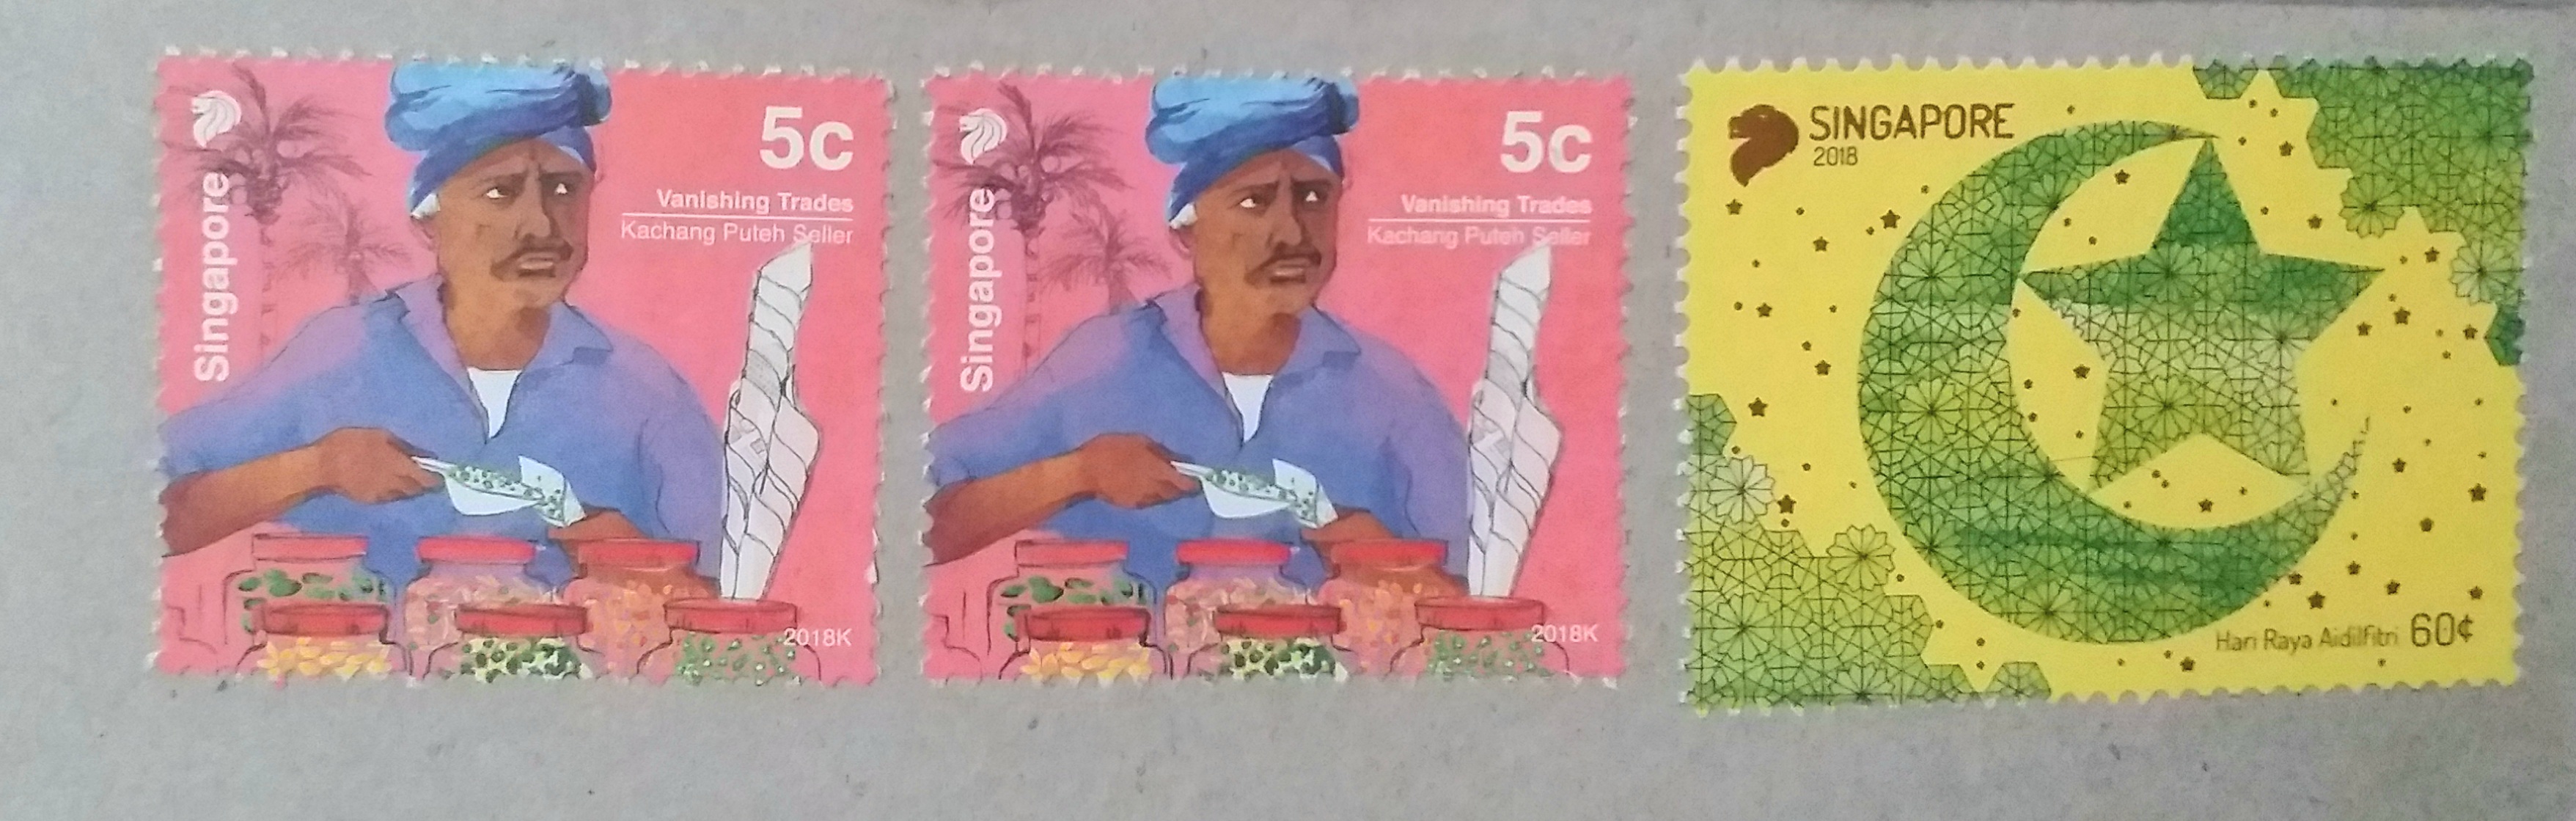 Singapore
5c
Vanishing Trades
Kachang Puteh Seller
2018K
Singapore
5c
Vanishing Trades
Kachang Puteh Seller
2018K
SINGAPORE
2018
Hari Raya Aidilfitri 60¢